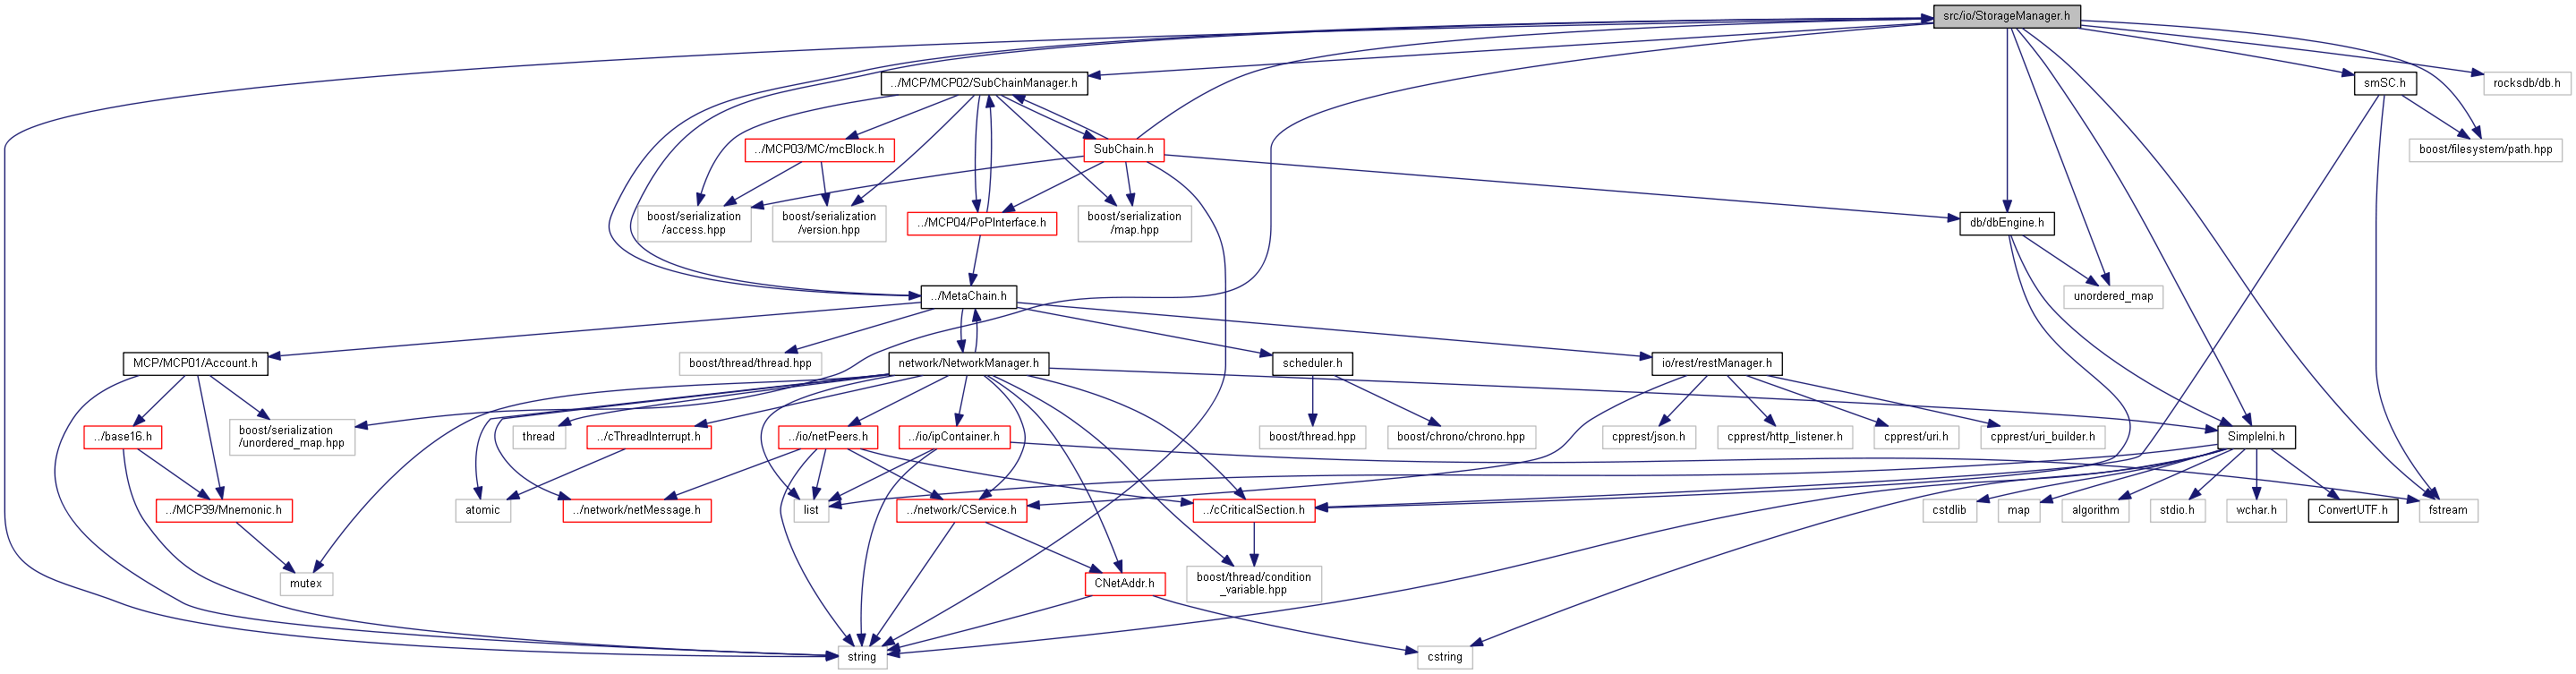 src/io/StorageManager.h
../MCP/MCP02/SubChainManager.h
smSC.h
rocksdb/db.h
../MCP03/MC/mcBlock.h
SubChain.h
boost/filesystem/path.hpp
boost/serialization
/access.hpp
boost/serialization
/version.hpp
../MCP04/PoPInterface.h
boost/serialization
/map.hpp
db/dbEngine.h
../MetaChain.h
unordered_map
MCP/MCP01/Account.h
boost/thread/thread.hpp
network/NetworkManager.h
scheduler.h
io/rest/restManager.h
../base16.h
boost/serialization
/unordered_map.hpp
thread
../cThreadInterrupt.h
../io/netPeers.h
../io/ipContainer.h
boost/thread.hpp
boost/chrono/chrono.hpp
cpprest/json.h
cpprest/http_listener.h
cpprest/uri.h
cpprest/uri_builder.h
SimpleIni.h
../MCP39/Mnemonic.h
atomic
../network/netMessage.h
list
../network/CService.h
../cCriticalSection.h
cstdlib
map
algorithm
stdio.h
wchar.h
ConvertUTF.h
fstream
mutex
CNetAddr.h
boost/thread/condition
_variable.hpp
string
cstring